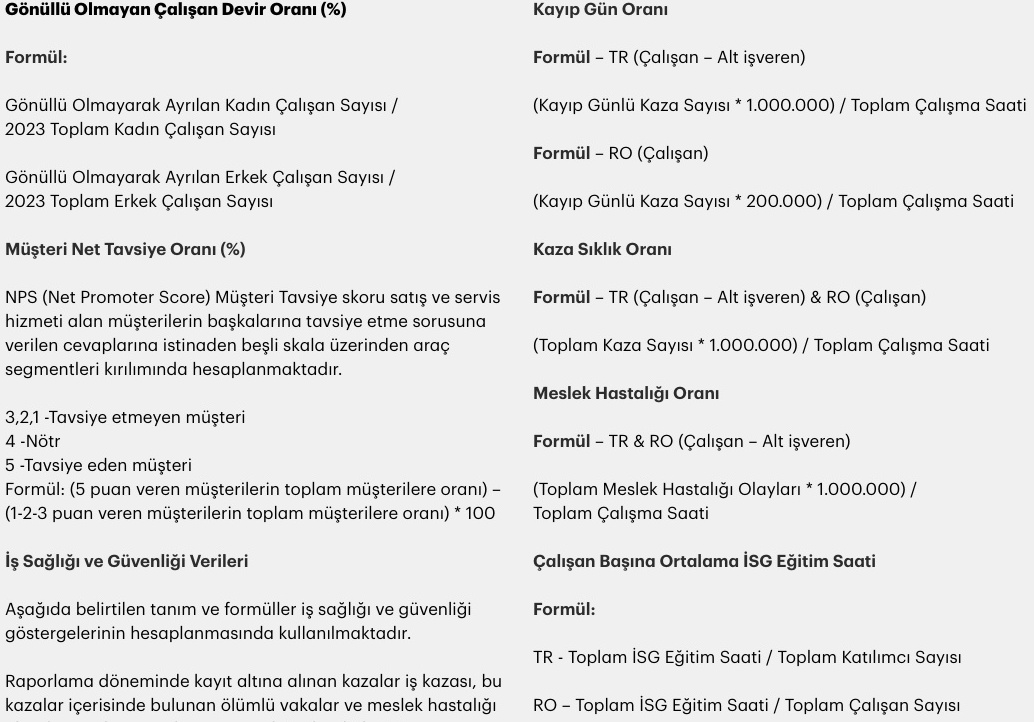 Gönüllü Olmayan Çalışan Devir Oranı (%)
Formül:
Gönüllü Olmayarak Ayrılan Kadın Çalışan Sayısı /
2023 Toplam Kadın Çalışan Sayısı
Gönüllü Olmayarak Ayrılan Erkek Çalışan Sayısı /
2023 Toplam Erkek Çalışan Sayısı
Müşteri Net Tavsiye Oranı (%)
NPS (Net Promoter Score) Müşteri Tavsiye skoru satış ve servis
hizmeti alan müşterilerin başkalarına tavsiye etme sorusuna
verilen cevaplarına istinaden beşli skala üzerinden araç
segmentleri kırılımında hesaplanmaktadır.
3,2,1 -Tavsiye etmeyen müşteri
4 -Nötr
5 -Tavsiye eden müşteri
Formül: (5 puan veren müşterilerin toplam müşterilere oranı) –
(1-2-3 puan veren müşterilerin toplam müşterilere oranı) * 100
İş Sağlığı ve Güvenliği Verileri
Aşağıda belirtilen tanım ve formüller iş sağlığı ve güvenliği
göstergelerinin hesaplanmasında kullanılmaktadır.
Raporlama döneminde kayıt altına alınan kazalar iş kazası, bu
kazalar içerisinde bulunan ölümlü vakalar ve meslek hastalığı
Kayıp Gün Oranı
Formül – TR (Çalışan – Alt işveren)
(Kayıp Günlü Kaza Sayısı * 1.000.000) / Toplam Çalışma Saati
Formül – RO (Çalışan)
(Kayıp Günlü Kaza Sayısı * 200.000) / Toplam Çalışma Saati
Kaza Sıklık Oranı
Formül – TR (Çalışan – Alt işveren) & RO (Çalışan)
(Toplam Kaza Sayısı * 1.000.000) / Toplam Çalışma Saati
Meslek Hastalığı Oranı
Formül – TR & RO (Çalışan – Alt işveren)
(Toplam Meslek Hastalığı Olayları * 1.000.000) /
Toplam Çalışma Saati
Çalışan Başına Ortalama İSG Eğitim Saati
Formül:
TR - Toplam İSG Eğitim Saati / Toplam Katılımcı Sayısı
RO – Toplam İSG Eğitim Saati / Toplam Çalışan Sayısı